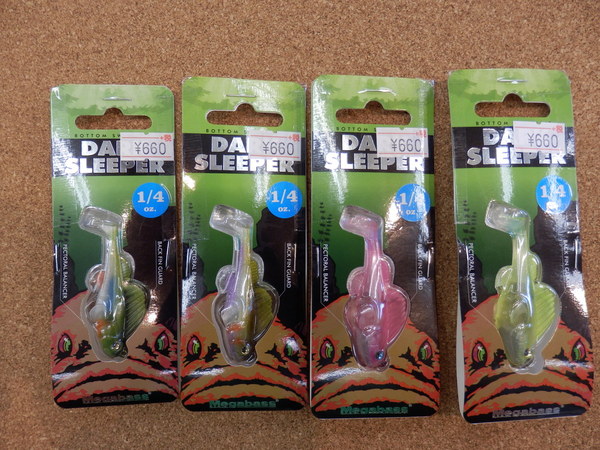 BOTTOM
¥660
DA
SLEEPER
1/4
oz.
PECTORAL BALANCER
BACK FIN GUARD
Megabass
BOTTOM
¥660
DA
SLEEPER
1/4
oz.
PECTORAL BALANCER
BACK FIN GUARD
Megabass
BOTTOM
¥660
DA
SLEEPER
1/4
oz.
PECTORAL BALANCER
BACK FIN GUARD
Megabass
BOTTOM
¥660
DA
SLEEPER
1/4
PECTORAL BALANCER
BACK FIN GUARD
Megabass